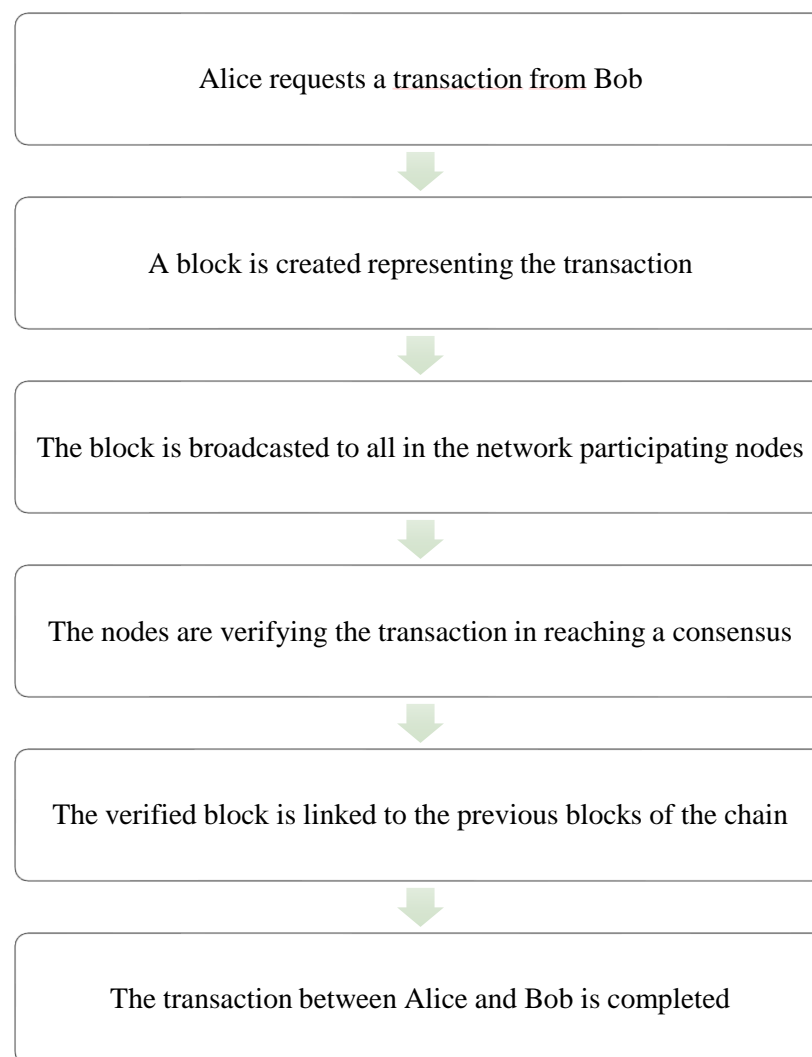 Alice requests a transaction from Bob
A block is created representing the transaction
The block is broadcasted to all in the network participating nodes
The nodes are verifying the transaction in reaching a consensus
The verified block is linked to the previous blocks of the chain
The transaction between Alice and Bob is completed